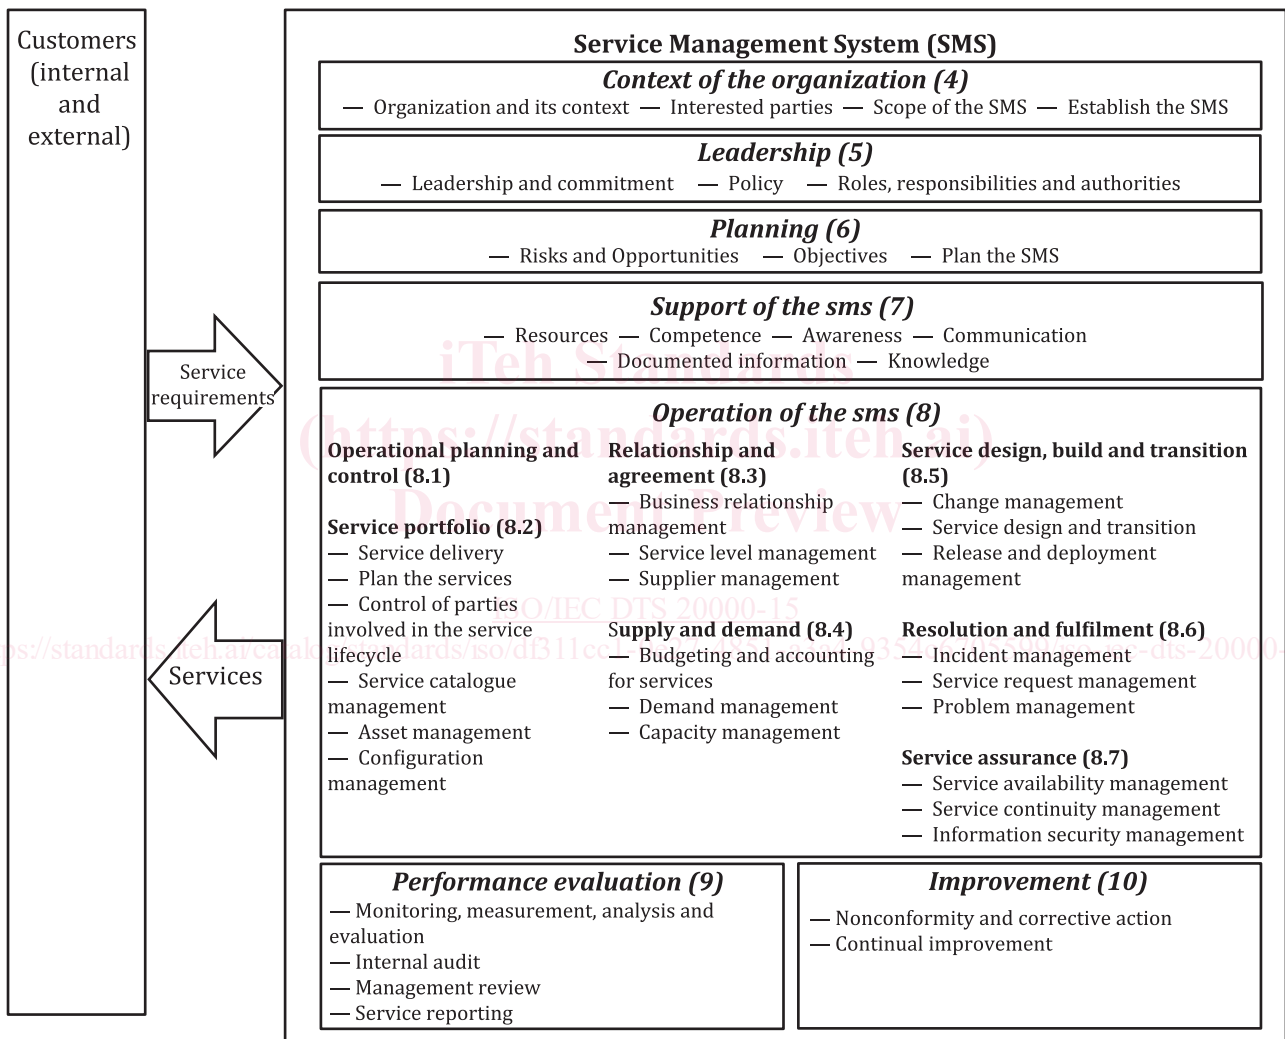 Customers
(internal
and
external)
Service
requirements
Services
Service Management System (SMS)
Context of the organization (4)
— Organization and its context — Interested parties — Scope of the SMS — Establish the SMS
Leadership (5)
— Leadership and commitment — Policy — Roles, responsibilities and authorities
Planning (6)
— Risks and Opportunities — Objectives — Plan the SMS
Support of the sms (7)
— Resources — Competence — Awareness — Communication
— Documented information — Knowledge
Operation of the sms (8)
Operational planning and
control (8.1)
Service portfolio (8.2)
— Service delivery
— Plan the services
— Control of parties
involved in the service
lifecycle
— Service catalogue
management
— Asset management
— Configuration
management
Relationship and
agreement (8.3)
— Business relationship
management
— Service level management
— Supplier management
Supply and demand (8.4)
— Budgeting and accounting
for services
— Demand management
— Capacity management
Service design, build and transition
(8.5)
— Change management
— Service design and transition
— Release and deployment
management
Resolution and fulfilment (8.6)
— Incident management
— Service request management
— Problem management
Service assurance (8.7)
— Service availability management
— Service continuity management
— Information security management
Performance evaluation (9)
— Monitoring, measurement, analysis and
evaluation
— Internal audit
— Management review
— Service reporting
Improvement (10)
— Nonconformity and corrective action
— Continual improvement
iTeh Standards
(https://standards.iteh.ai)
Document Preview
ISO/IEC DTS 20000-15